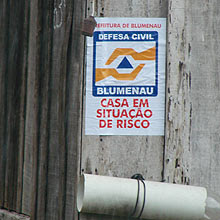 PREFEITURA DE BLUMENAU
DEFESA CIVIL
BLUMENAU
CASA EM
SITUAÇÃO
DE RISCO